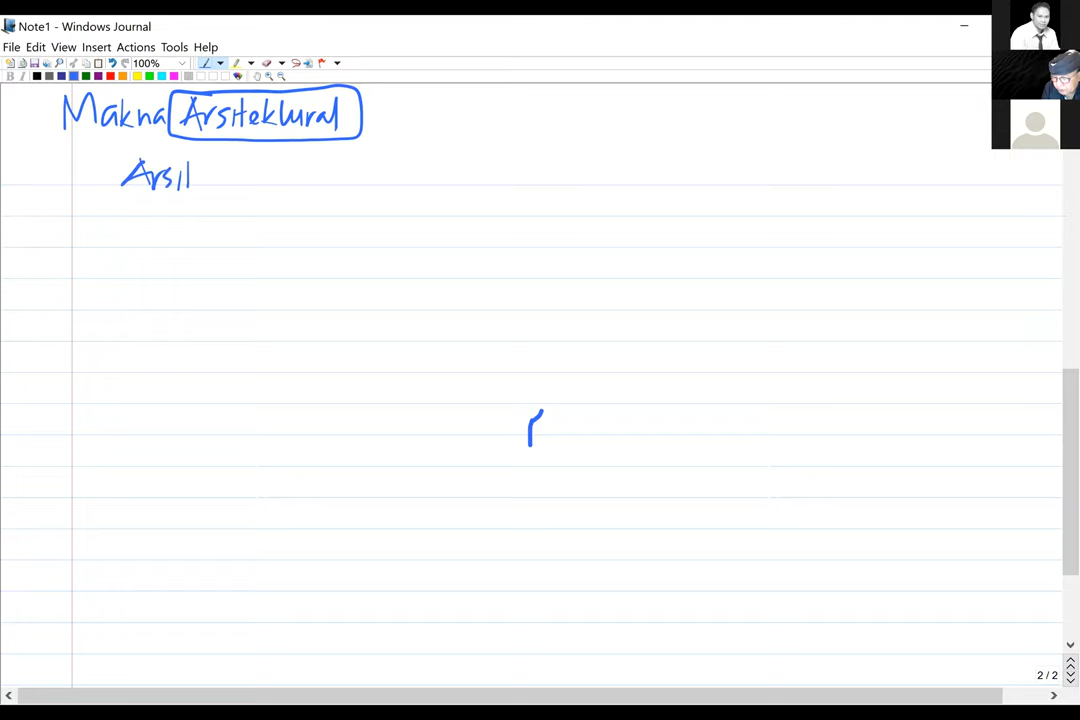 Note1 - Windows Journal
File Edit View Insert Actions Tools Help
100%
B I
Makna Arsitektural
Arsit
r
2 / 2